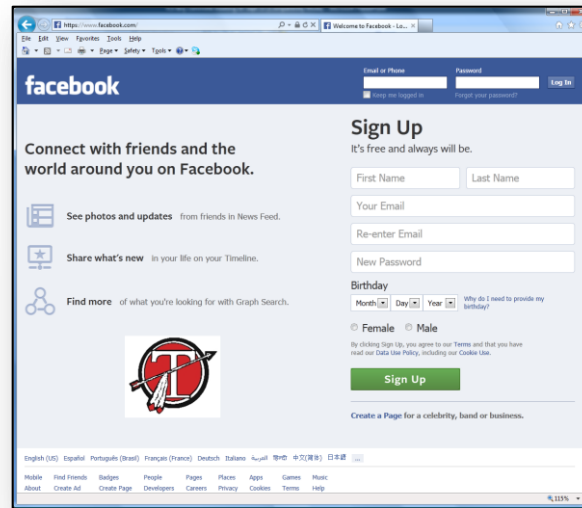 https://www.facebook.com/
Welcome to Facebook - Lo...
File Edit View Favorites Tools Help
Page Safety Tools
facebook
Email or Phone Password
Log In
Keep me logged in Forgot your password?
Connect with friends and the
world around you on Facebook.
See photos and updates from friends in News Feed.
Share what's new in your life on your Timeline.
Find more of what you're looking for with Graph Search.
T
Sign Up
It's free and always will be.
First Name Last Name
Your Email
Re-enter Email
New Password
Birthday
Month Day Year
Why do I need to provide my
birthday?
Female Male
By clicking Sign Up, you agree to our Terms and that you have
read our Data Use Policy, including our Cookie Use.
Sign Up
Create a Page for a celebrity, band or business.
English (US) Español Português (Brasil) Français (France) Deutsch Italiano العربية हिन्दी 中文(简体) 日本語 ...
Mobile Find Friends Badges People Pages Places Apps Games Music
About Create Ad Create Page Developers Careers Privacy Cookies Terms Help
115%